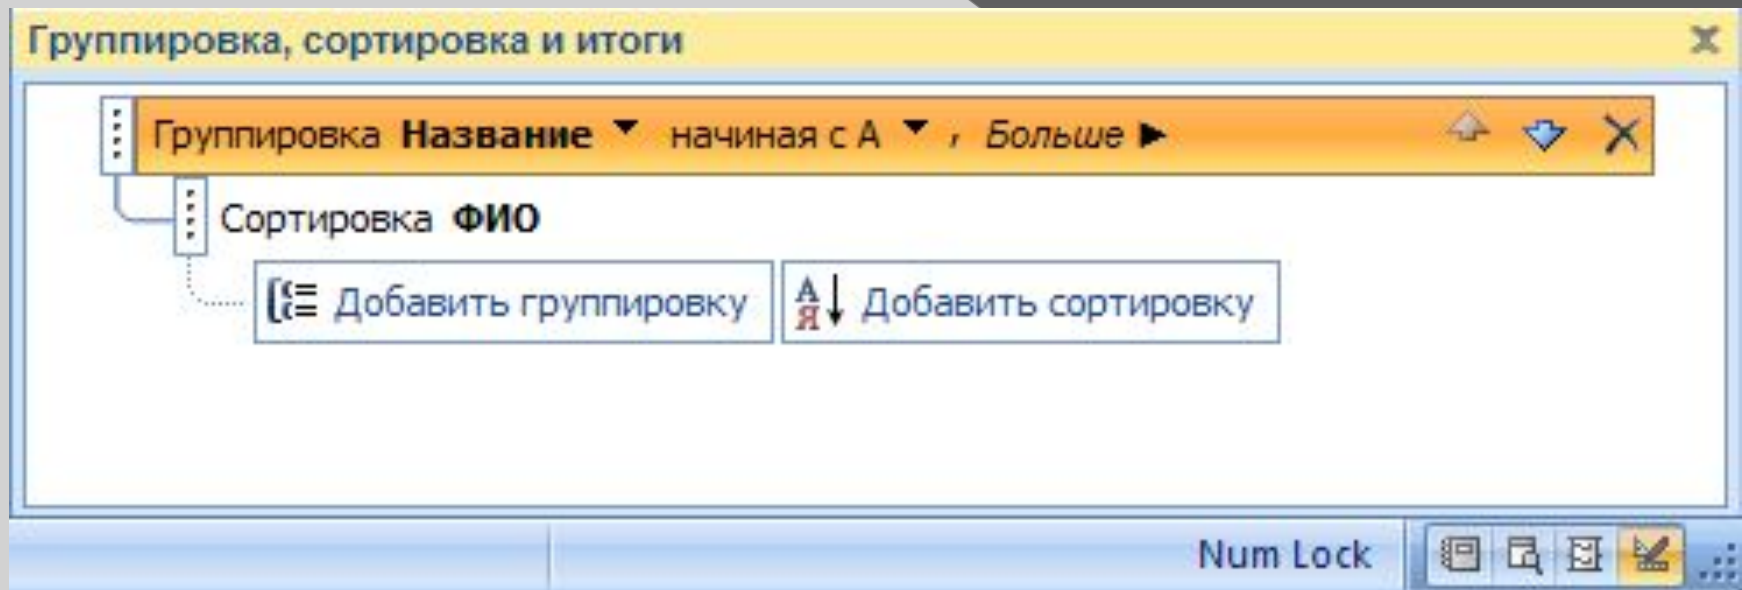 Группировка, сортировка и итоги
Группировка Название начиная с А , Больше
Сортировка ФИО
Добавить группировку А Я Добавить сортировку
Num Lock